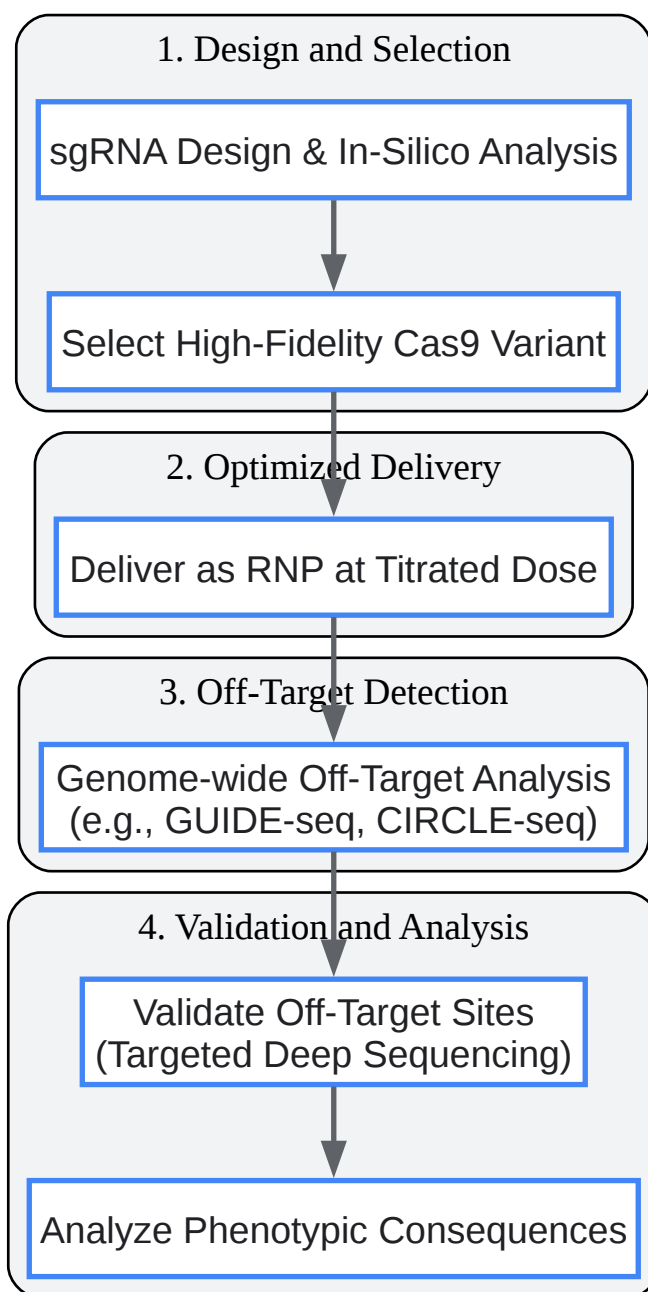 1. Design and Selection
sgRNA Design & In-Silico Analysis
Select High-Fidelity Cas9 Variant
2. Optimized Delivery
Deliver as RNP at Titrated Dose
3. Off-Target Detection
Genome-wide Off-Target Analysis
(e.g., GUIDE-seq, CIRCLE-seq)
4. Validation and Analysis
Validate Off-Target Sites
(Targeted Deep Sequencing)
Analyze Phenotypic Consequences